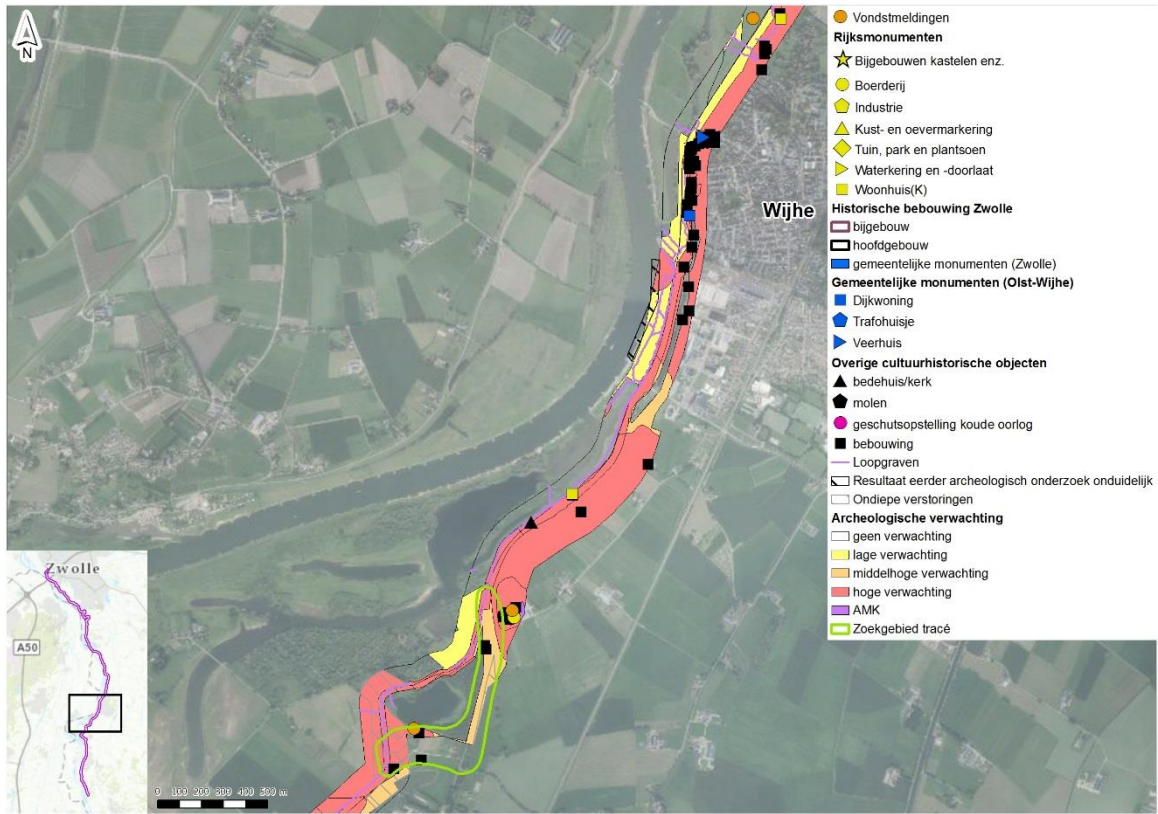 N
Wijhe
Vondstmeldingen
Rijksmonumenten
Bijgebouwen kastelen enz.
Boerderij
Industrie
Kust- en oevermarkering
Tuin, park en plantsoen
Waterkering en -doorlaat
Woonhuis(K)
Historische bebouwing Zwolle
bijgebouw
hoofdgebouw
gemeentelijke monumenten (Zwolle)
Gemeentelijke monumenten (Olst-Wijhe)
Dijkwoning
Trafohuisje
Veerhuis
Overige cultuurhistorische objecten
bedehuis/kerk
molen
geschutsopstelling koude oorlog
bebouwing
Loopgraven
Resultaat eerder archeologisch onderzoek onduidelijk
Ondiepe verstoringen
Archeologische verwachting
geen verwachting
lage verwachting
middelhoge verwachting
hoge verwachting
AMK
Zoekgebied tracé
Zwolle
A50
0 100 200 300 400 500 m